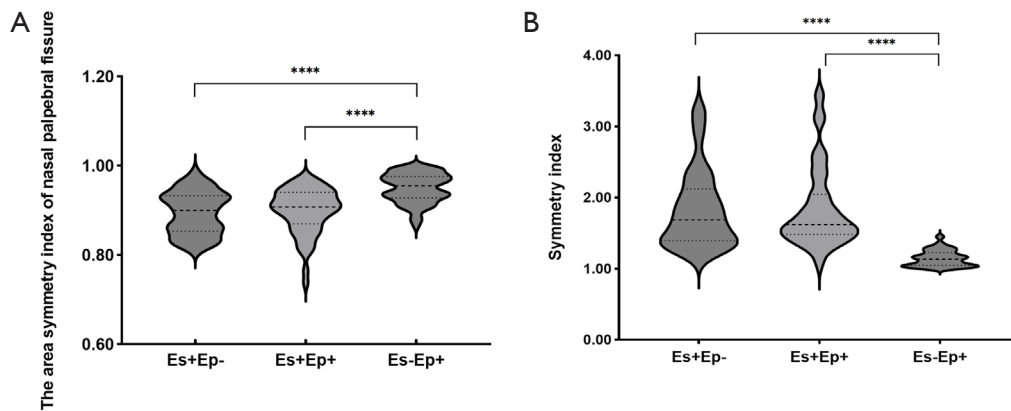 A
The area symmetry index of nasal palpebral fissure
1.20
1.00
0.80
0.60
****
****
Es+Ep-
Es+Ep+
Es-Ep+
B
Symmetry index
4.00
3.00
2.00
1.00
0.00
****
****
Es+Ep-
Es+Ep+
Es-Ep+